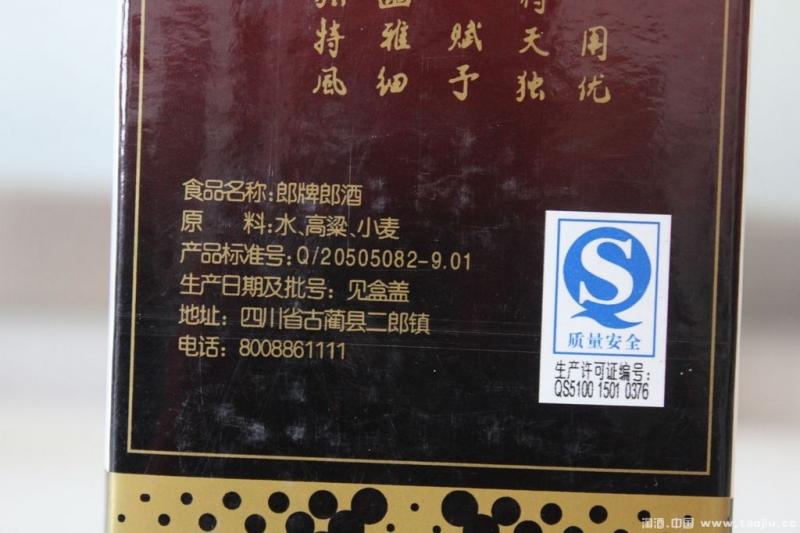 特雅赋天用
風细予独优
食品名称:郎牌郎酒
原 料:水、高粱、小麦
产品标准号:Q/20505082-9.01
生产日期及批号:见盒盖
地址:四川省古蔺县二郎镇
电话:8008861111
S
质量安全
生产许可证编号:
QS5100 1501 0376
淘酒.中国 www.taojiu.cc